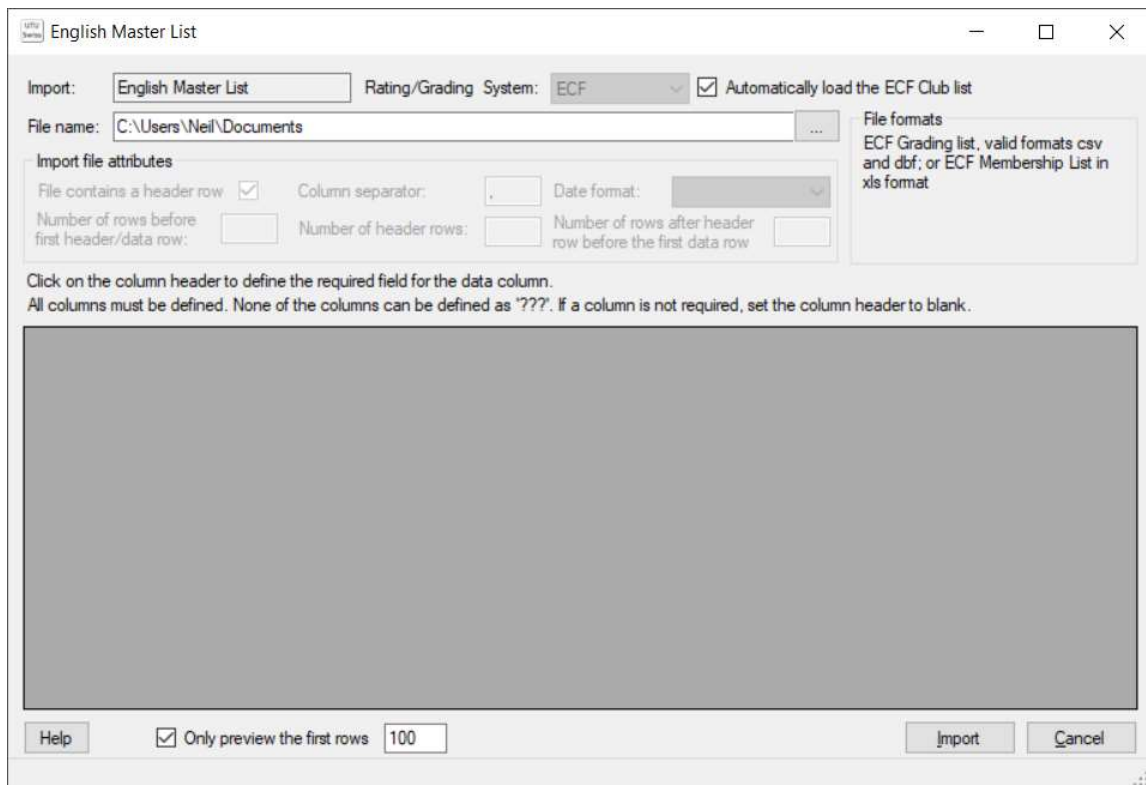 English Master List
Import: English Master List Rating/Grading System: ECF Automatically load the ECF Club list
File name: C:\Users\Neil\Documents ...
File formats
ECF Grading list, valid formats csv
and dbf; or ECF Membership List in
xls format
Import file attributes
File contains a header row Column separator: , Date format:
Number of rows before
first header/data row:
Number of header rows:
Number of rows after header
row before the first data row
Click on the column header to define the required field for the data column.
All columns must be defined. None of the columns can be defined as '???'. If a column is not required, set the column header to blank.
Help Only preview the first rows 100 Import Cancel